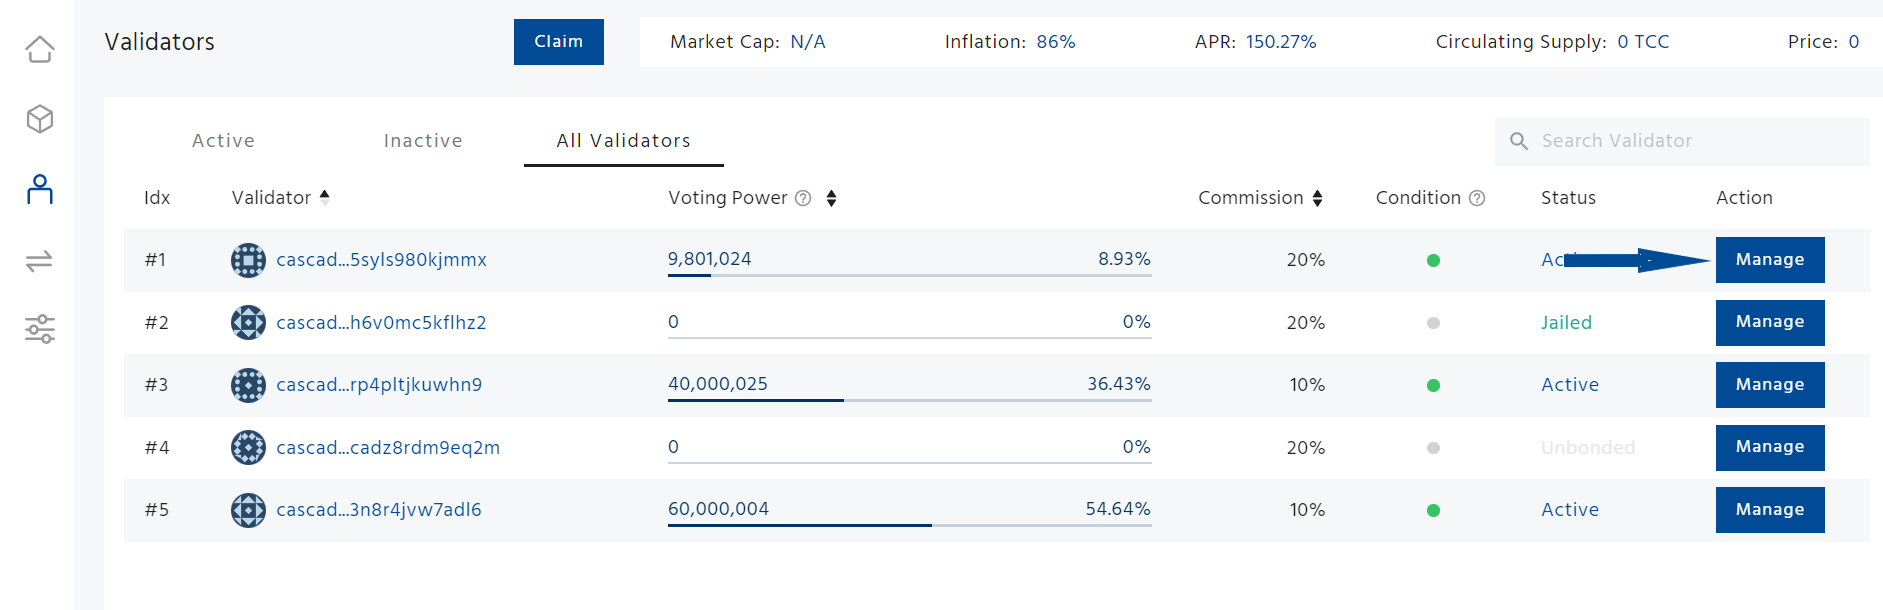 Validators Claim Market Cap: N/A Inflation: 86% APR: 150.27% Circulating Supply: 0 TCC Price: 0
Active Inactive All Validators Search Validator
Idx Validator Voting Power ? Commission Condition ? Status Action
#1 cascad...5syls980kjmmx 9,801,024 8.93% 20% Manage
#2 cascad...h6v0mc5kflhz2 0 0% 20% Jailed Manage
#3 cascad...rp4pltjkuwhn9 40,000,025 36.43% 10% Active Manage
#4 cascad...cadz8rdm9eq2m 0 0% 20% Unbonded Manage
#5 cascad...3n8r4jvw7adl6 60,000,004 54.64% 10% Active Manage